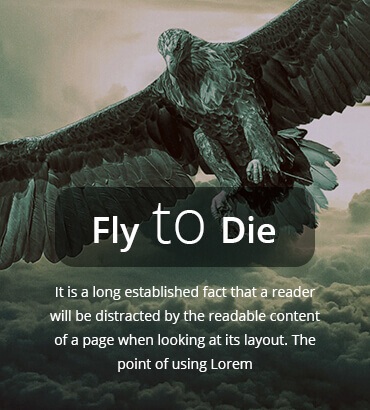 Fly to Die
It is a long established fact that a reader
will be distracted by the readable content
of a page when looking at its layout. The
point of using Lorem